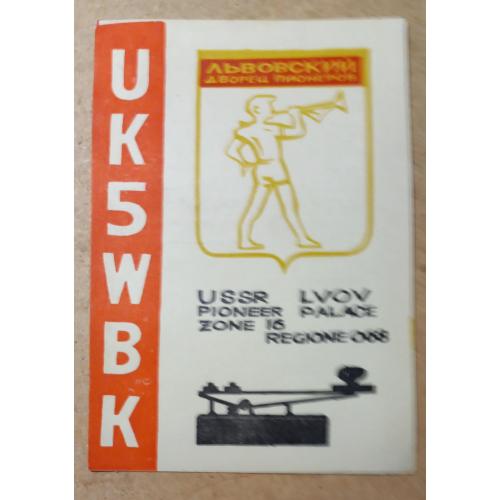 UK5WBK
ЛЬВОВСКИЙ
ДВОРЕЦ ПИОНЕРОВ
USSR LVOV
PIONEER PALACE
ZONE 16
REGIONE-068